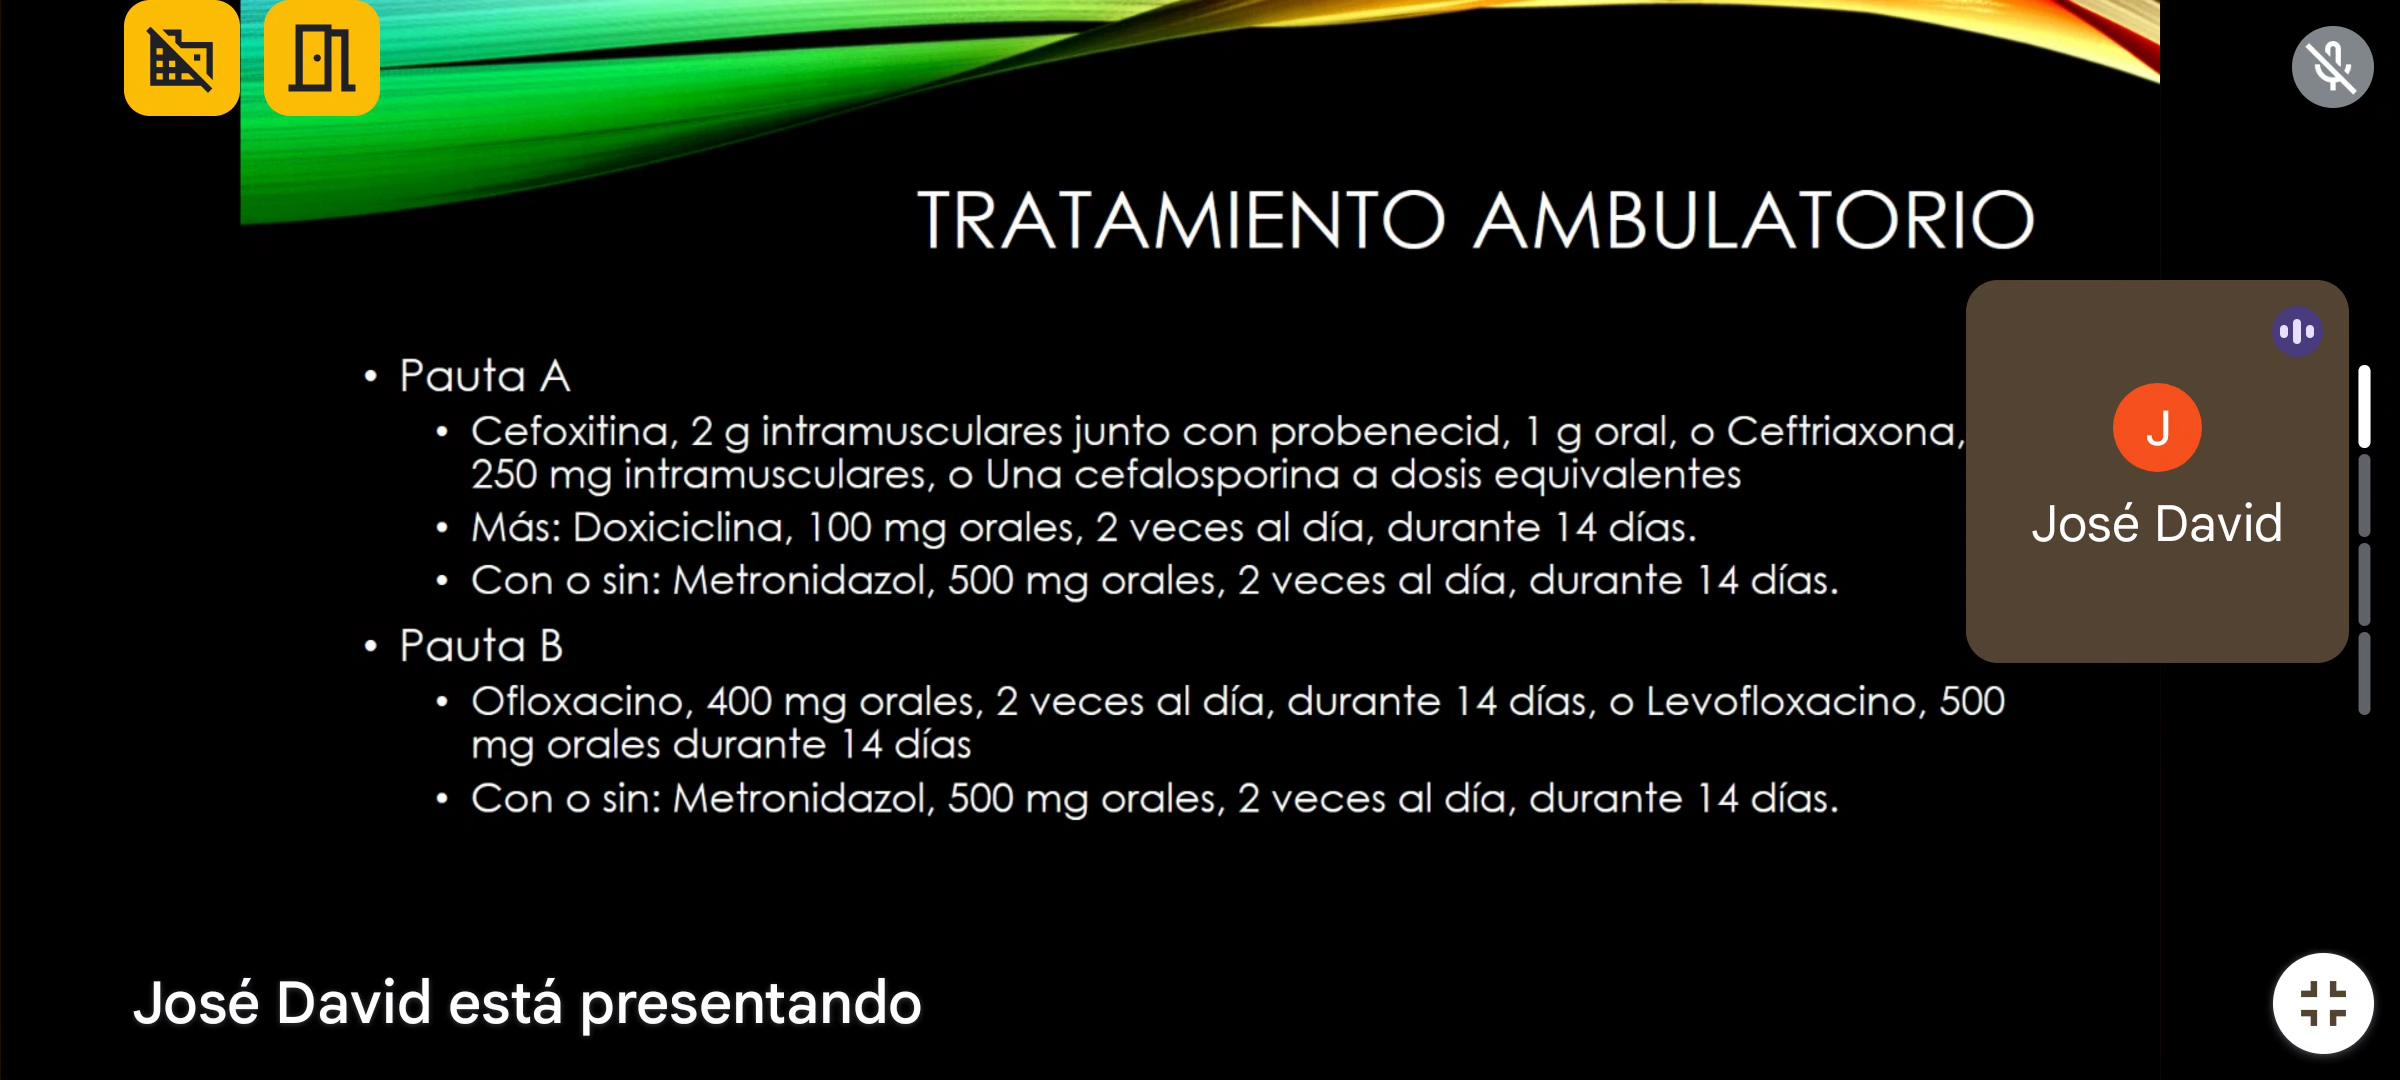 TRATAMIENTO AMBULATORIO
• Pauta A
• Cefoxitina, 2 g intramusculares junto con probenecid, 1 g oral, o Ceftriaxona,
250 mg intramusculares, o Una cefalosporina a dosis equivalentes
• Más: Doxiciclina, 100 mg orales, 2 veces al día, durante 14 días.
• Con o sin: Metronidazol, 500 mg orales, 2 veces al día, durante 14 días.
• Pauta B
• Ofloxacino, 400 mg orales, 2 veces al día, durante 14 días, o Levofloxacino, 500
mg orales durante 14 días
• Con o sin: Metronidazol, 500 mg orales, 2 veces al día, durante 14 días.
J
José David
José David está presentando